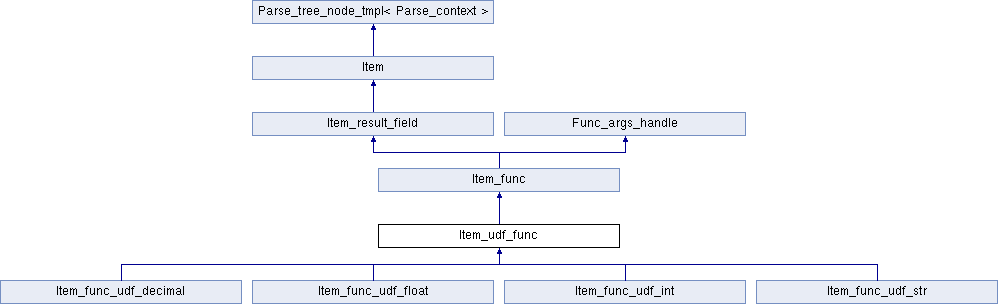 Parse_tree_node_tmpl< Parse_context >
Item
Item_result_field
Func_args_handle
Item_func
Item_udf_func
Item_func_udf_decimal
Item_func_udf_float
Item_func_udf_int
Item_func_udf_str